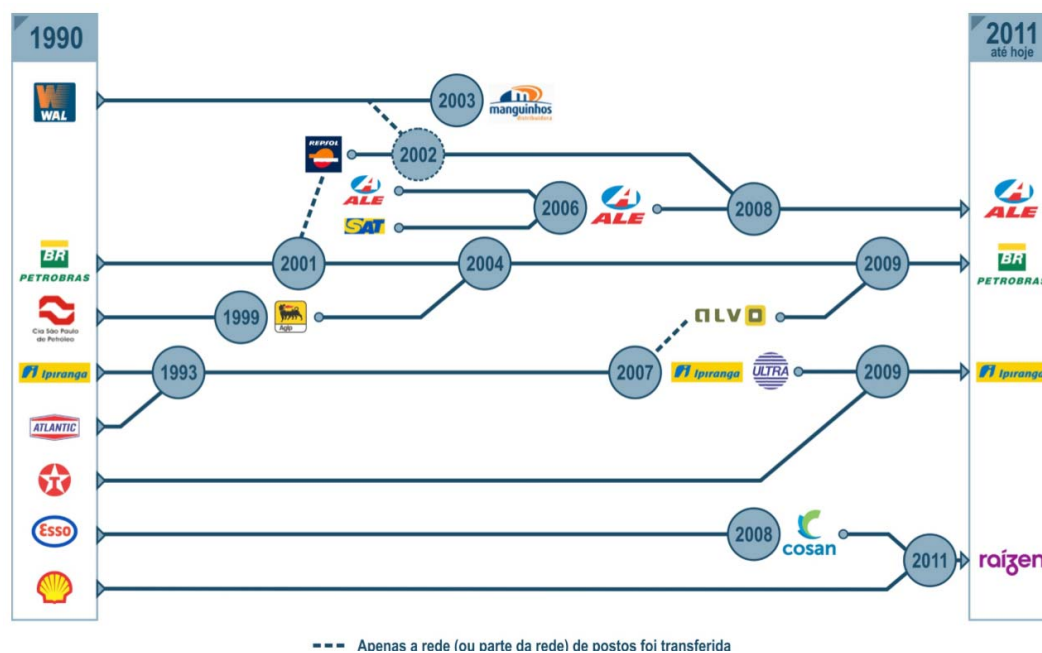 1990
2011
até hoje
WAL
2003
manguinhos
distribuidora
REPSOL
2002
ALE
SAT
2006
ALE
2008
ALE
BR
PETROBRAS
2001
2004
2009
BR
PETROBRAS
Cia São Paulo
de Petróleo
1999
Agip
ALVO
Ipiranga
1993
2007
Ipiranga
ULTRA
2009
Ipiranga
ATLANTIC
T
Esso
2008
cosan
2011
raízen
Apenas a rede (ou parte da rede) de postos foi transferida